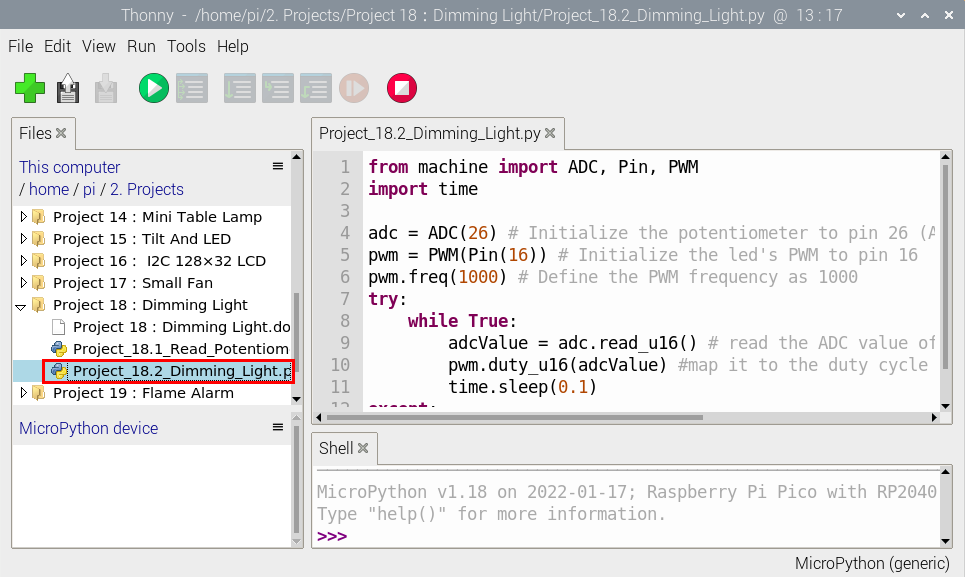 Thonny - /home/pi/2. Projects/Project 18 : Dimming Light/Project_18.2_Dimming_Light.py @ 13 : 17
File Edit View Run Tools Help
Files
This computer
/ home / pi / 2. Projects
Project 14 : Mini Table Lamp
Project 15 : Tilt And LED
Project 16 : I2C 128×32 LCD
Project 17 : Small Fan
Project 18 : Dimming Light
Project 18 : Dimming Light.do
Project_18.1_Read_Potentiom
Project_18.2_Dimming_Light.p
Project 19 : Flame Alarm
MicroPython device
Project_18.2_Dimming_Light.py
1 from machine import ADC, Pin, PWM
2 import time
3
4 adc = ADC(26) # Initialize the potentiometer to pin 26 (A
5 pwm = PWM(Pin(16)) # Initialize the led's PWM to pin 16
6 pwm.freq(1000) # Define the PWM frequency as 1000
7 try:
8 while True:
9 adcValue = adc.read_u16() # read the ADC value of
10 pwm.duty_u16(adcValue) #map it to the duty cycle
11 time.sleep(0.1)
12 except:
Shell
MicroPython v1.18 on 2022-01-17; Raspberry Pi Pico with RP2040
Type "help()" for more information.
>>>
MicroPython (generic)